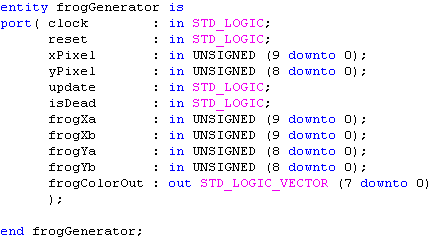 entity frogGenerator is
port( clock : in STD_LOGIC;
reset : in STD_LOGIC;
xPixel : in UNSIGNED (9 downto 0);
yPixel : in UNSIGNED (8 downto 0);
update : in STD_LOGIC;
isDead : in STD_LOGIC;
frogXa : in UNSIGNED (9 downto 0);
frogXb : in UNSIGNED (9 downto 0);
frogYa : in UNSIGNED (8 downto 0);
frogYb : in UNSIGNED (8 downto 0);
frogColorOut : out STD_LOGIC_VECTOR (7 downto 0)
);
end frogGenerator;